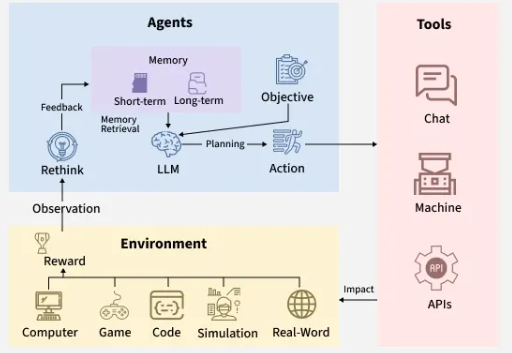 Agents
Memory
Short-term
Long-term
Feedback
Memory
Retrieval
Objective
Rethink
LLM
Planning
Action
Observation
Environment
Reward
Computer
Game
Code
Simulation
Real-Word
Impact
Tools
Chat
Machine
API
APIs